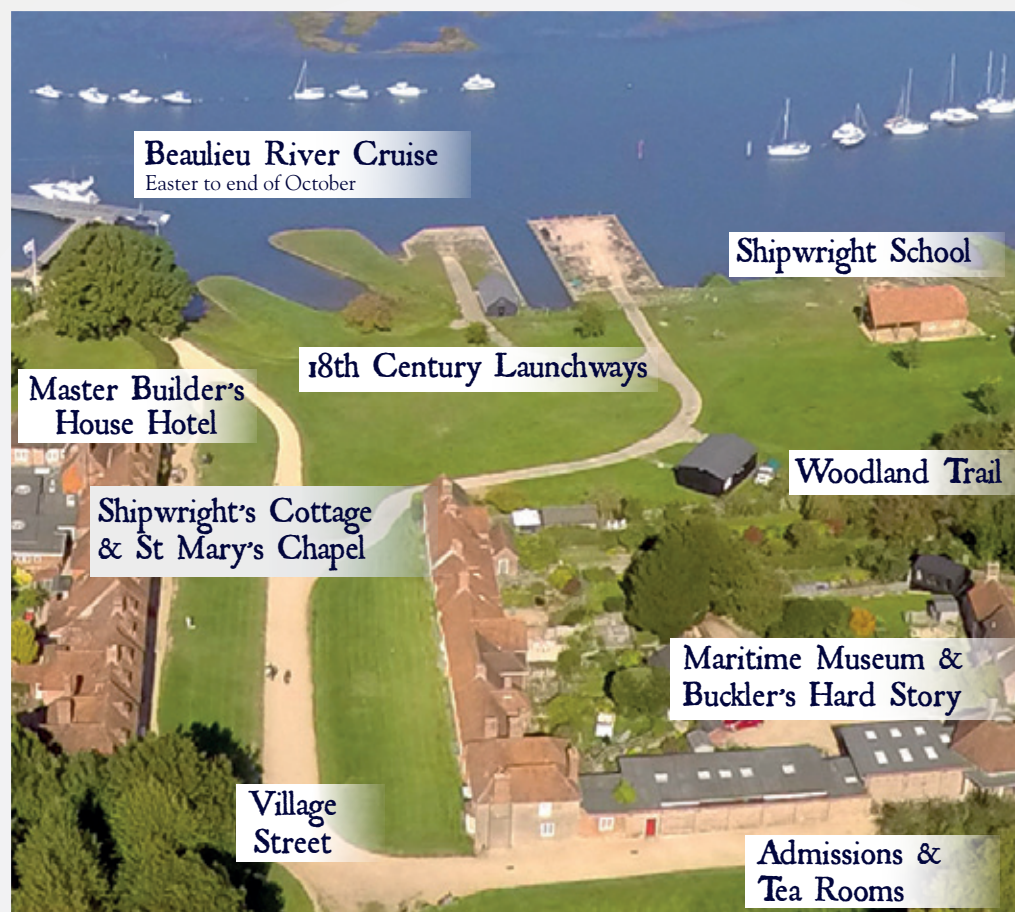 Beaulieu River Cruise
Easter to end of October
Shipwright School
18th Century Launchways
Master Builder's
House Hotel
Woodland Trail
Shipwright's Cottage
& St Mary's Chapel
Maritime Museum &
Buckler's Hard Story
Village
Street
Admissions &
Tea Rooms